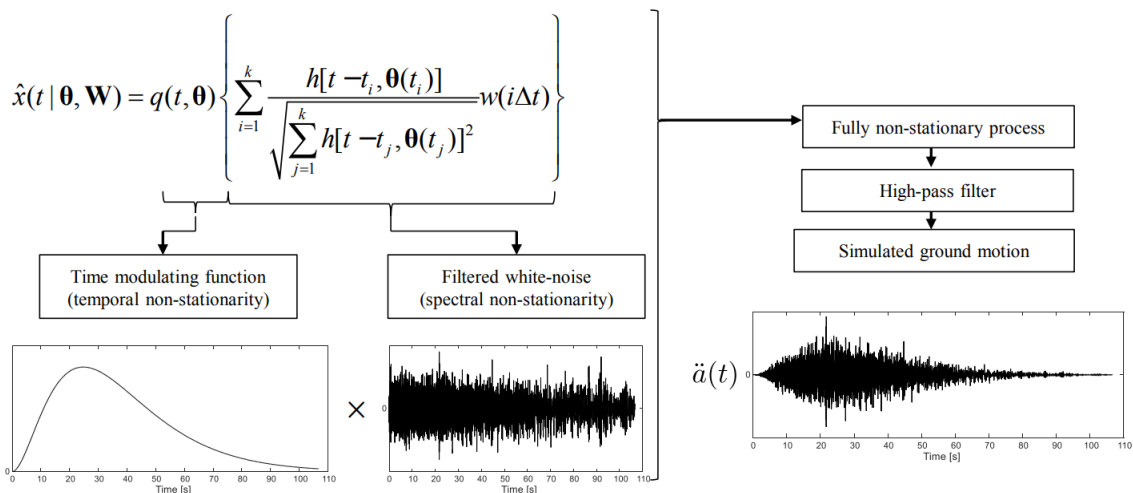 x̂(t | θ, W) = q(t, θ) { ∑_{i=1}^{k} h[t − t_i, θ(t_i)] / √(∑_{j=1}^{k} h[t − t_j, θ(t_j)]²) w(iΔt) }
Time modulating function
(temporal non-stationarity)
Filtered white-noise
(spectral non-stationarity)
Fully non-stationary process
High-pass filter
Simulated ground motion
0
0 10 20 30 40 50 60 70 80 90 100 110
Time [s]
×
0
0 10 20 30 40 50 60 70 80 90 100 110
Time [s]
ä(t)
0
0 10 20 30 40 50 60 70 80 90 100 110
Time [s]